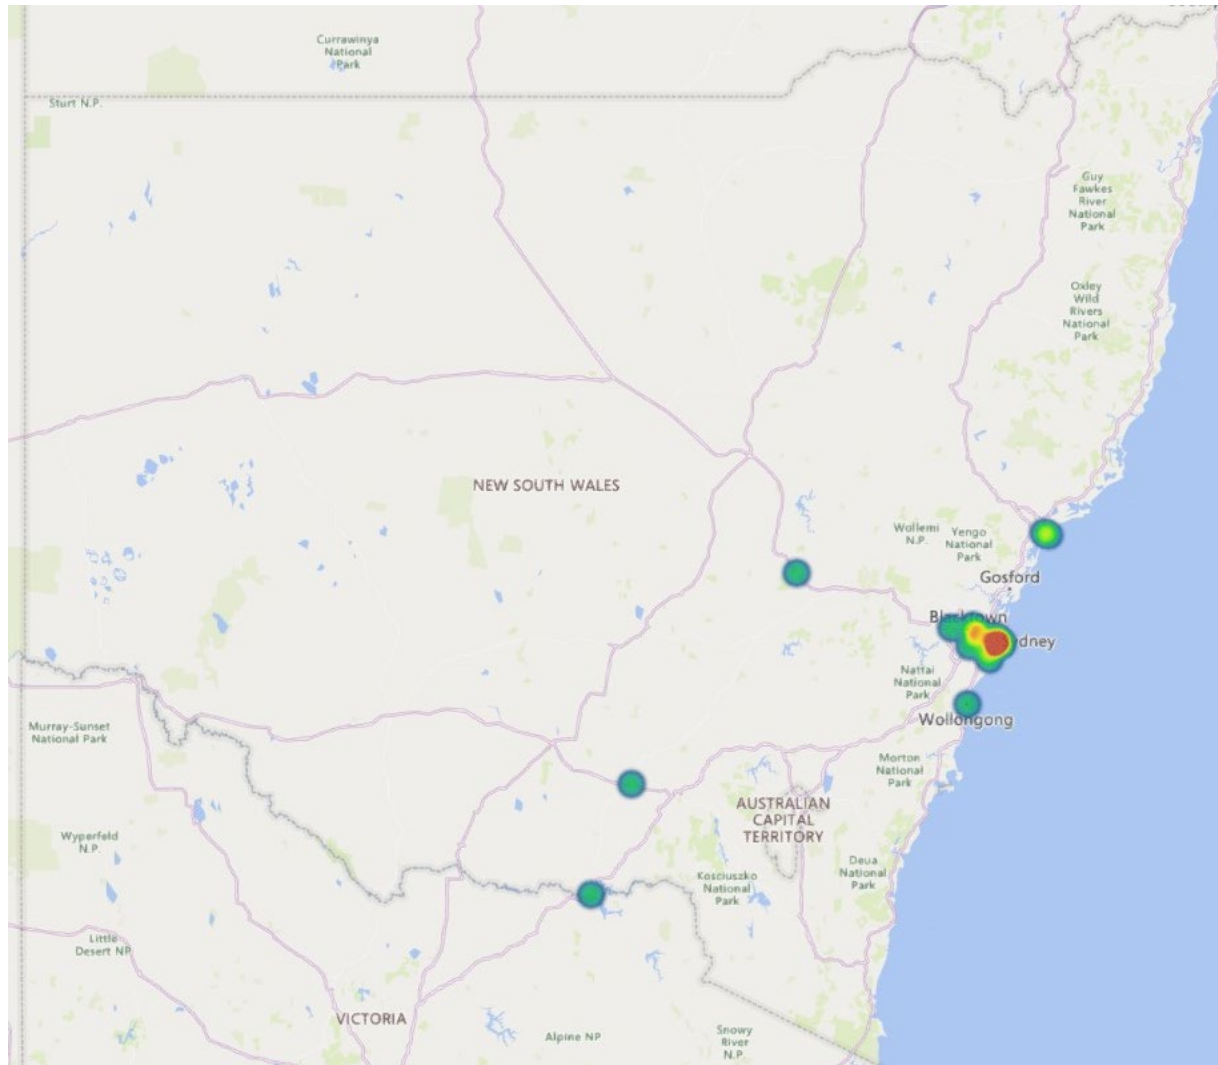 Currawinya
National
Park
Sturt N.P.
Guy
Fawkes
River
National
Park
Oxley
Wild
Rivers
National
Park
NEW SOUTH WALES
Wollemi
N.P.
Yengo
National
Park
Gosford
Blacktown
Sydney
Nattai
National
Park
Wollongong
Murray-Sunset
National Park
Morton
National
Park
AUSTRALIAN
CAPITAL
TERRITORY
Wyperfeld
N.P.
Deua
National
Park
Kosciuszko
National
Park
Little
Desert NP
VICTORIA
Alpine NP
Snowy
River
N.P.